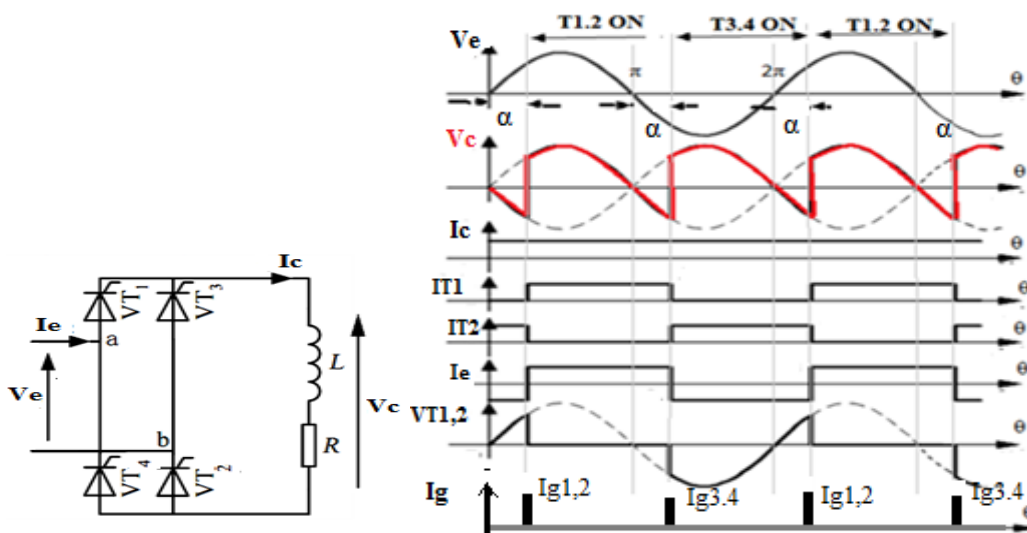 T1.2 ON T3.4 ON T1.2 ON
Ve π 2π θ
α α α α
Vc θ
Ic θ
IT1 θ
IT2 θ
Ie θ
VT1,2 θ
Ig Ig1,2 Ig3.4 Ig1,2 Ig3.4 θ
Ic
VT1 VT3
Ie a
Ve L Vc
b R
VT4 VT2